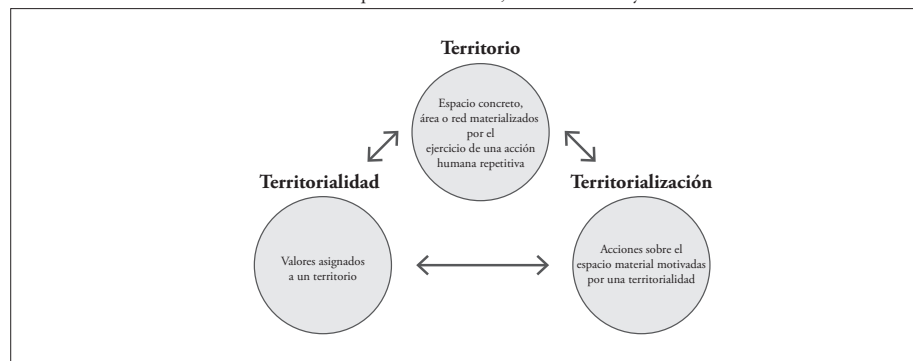 Territorio
Espacio concreto,
área o red materializados
por el
ejercicio de una acción
humana repetitiva
Territorialidad
Valores asignados
a un territorio
Territorialización
Acciones sobre el
espacio material motivadas
por una territorialidad